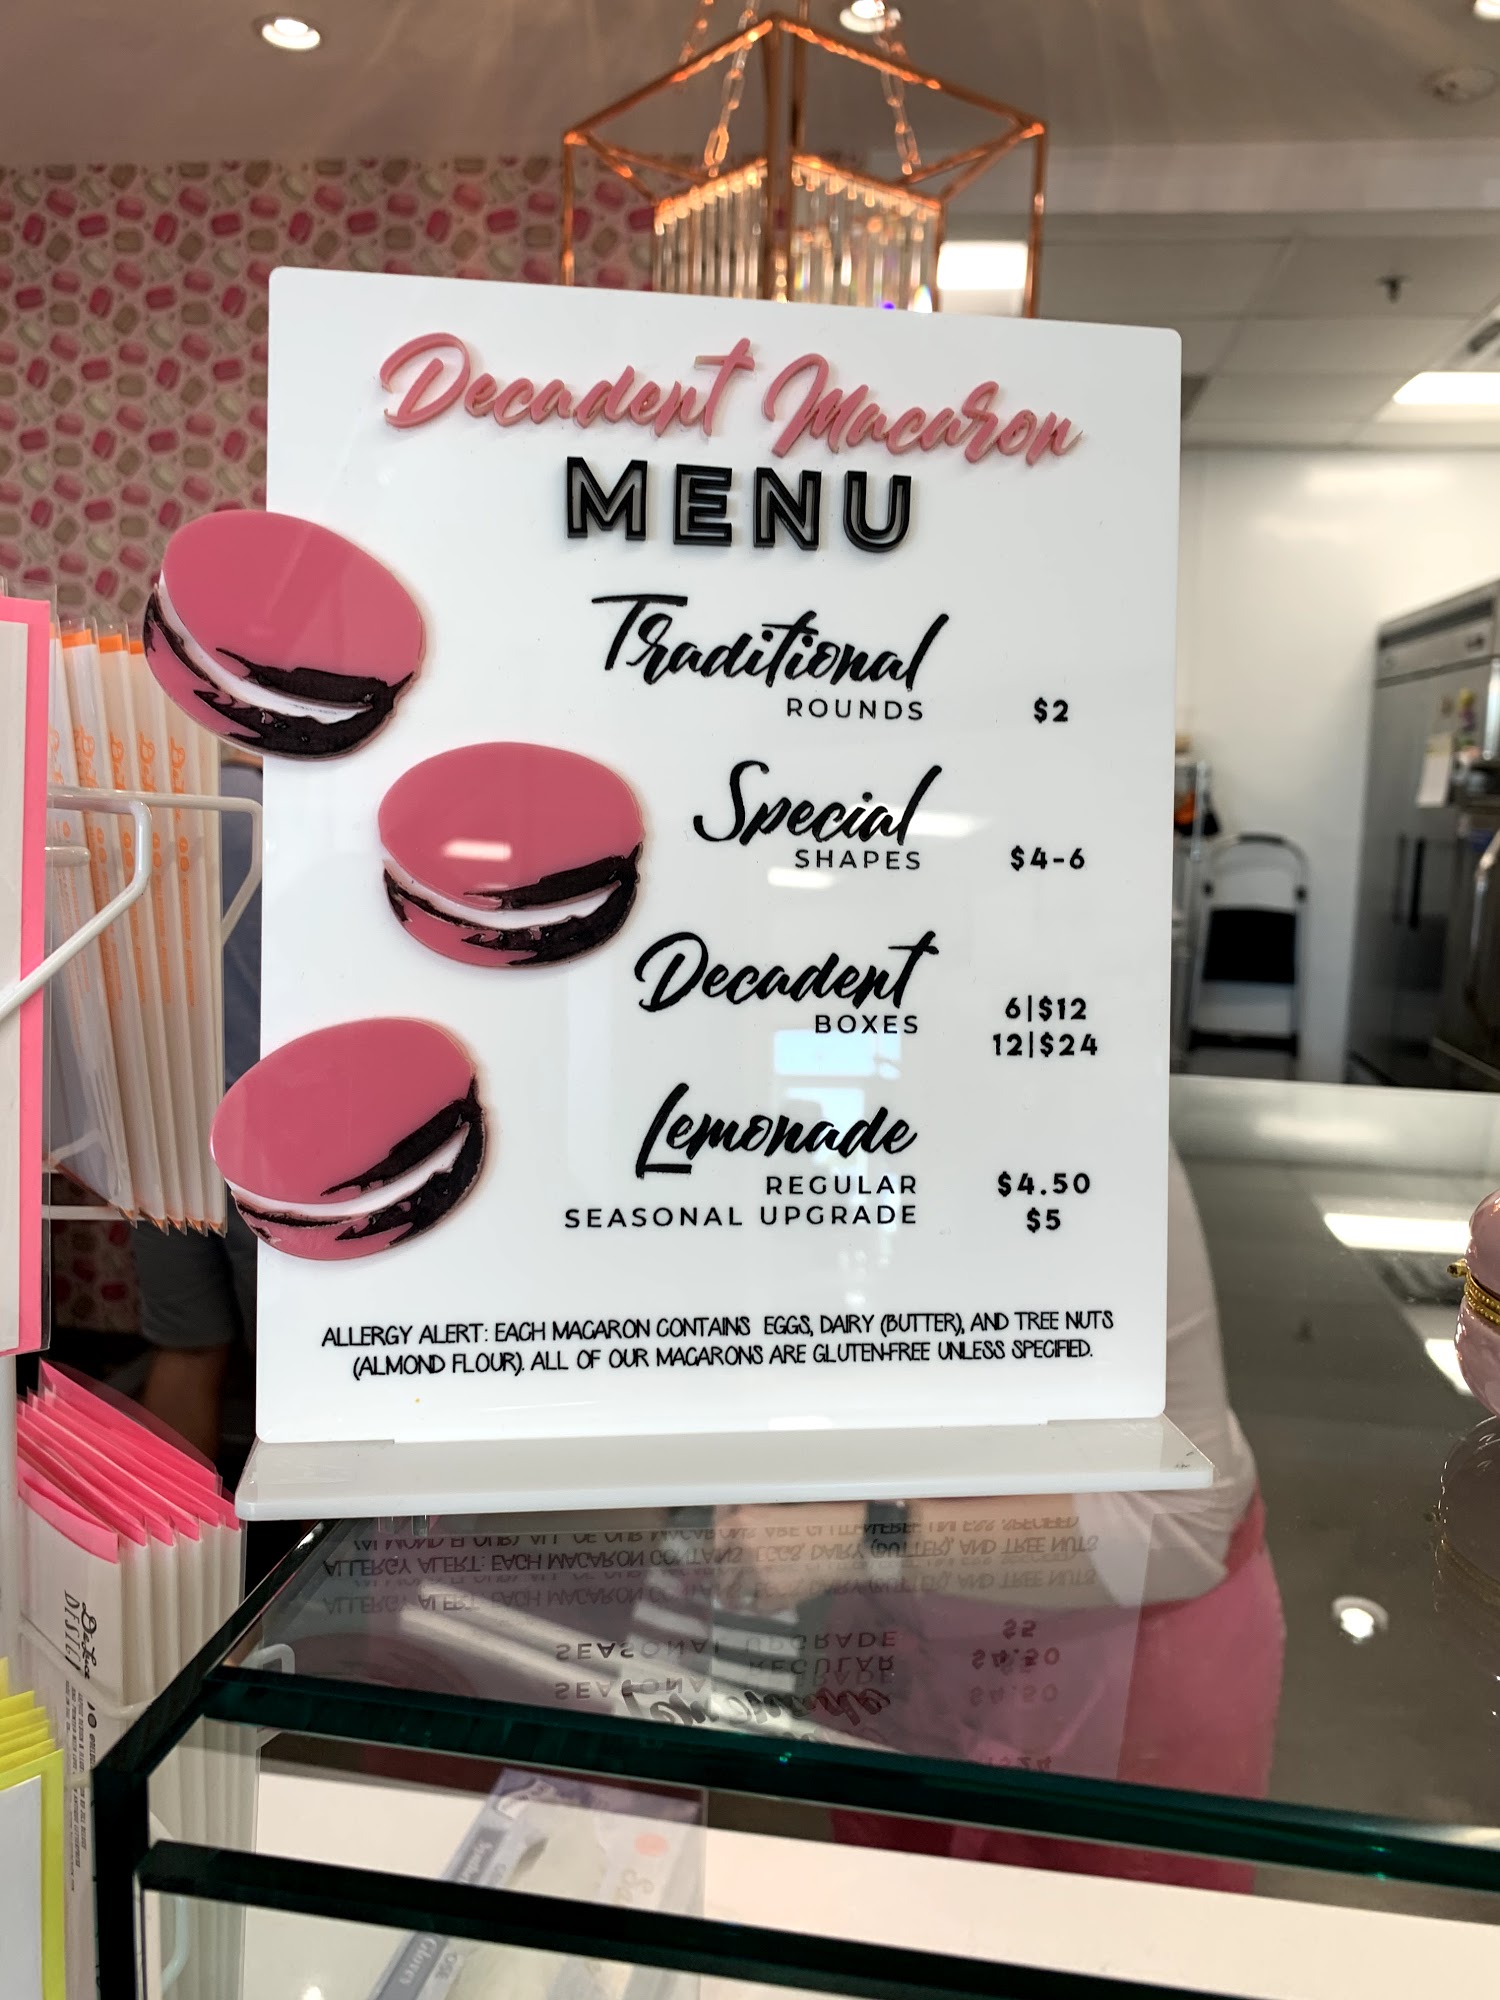 Decadent Macaron
MENU
Traditional
ROUNDS $2
Special
SHAPES $4-6
Decadent
BOXES 6|$12
12|$24
Lemonade
REGULAR $4.50
SEASONAL UPGRADE $5
ALLERGY ALERT: EACH MACARON CONTAINS EGGS, DAIRY (BUTTER), AND TREE NUTS
(ALMOND FLOUR). ALL OF OUR MACARONS ARE GLUTEN-FREE UNLESS SPECIFIED.
Gloves